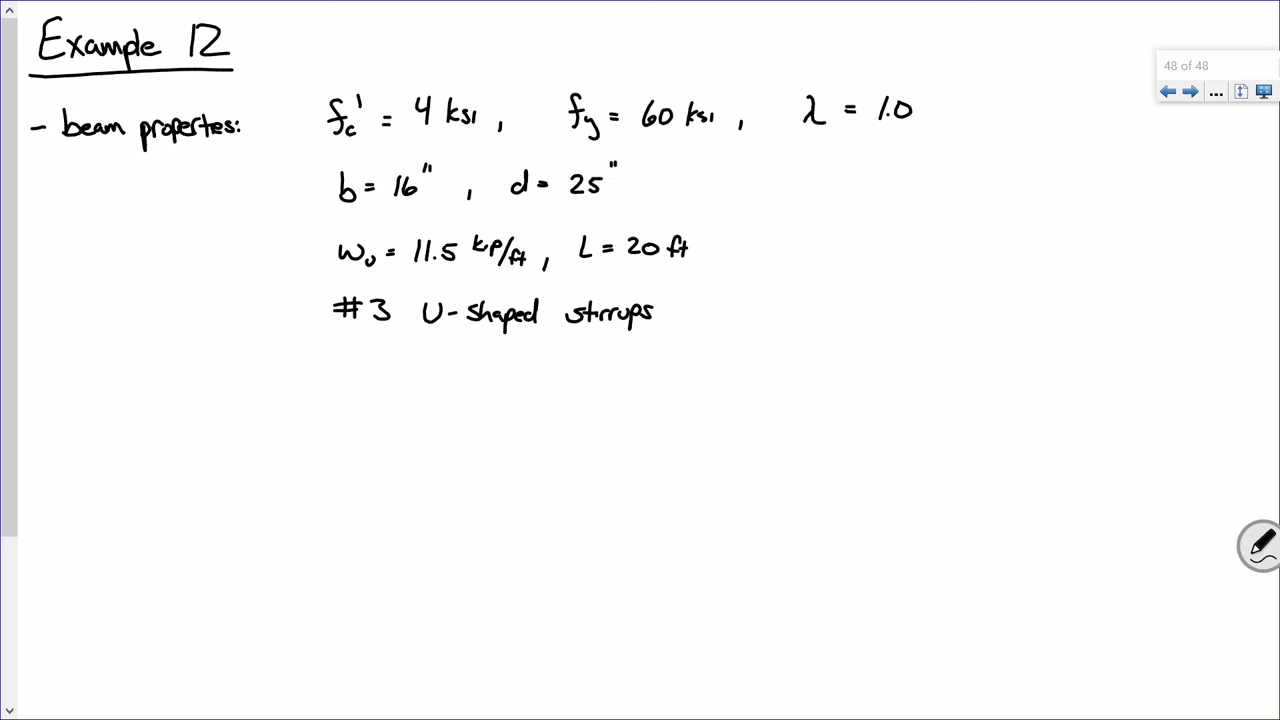 Example 12
48 of 48
- beam properties: fc' = 4 ksi, fy = 60 ksi, λ = 1.0
b = 16", d = 25"
wu = 11.5 kip/ft, L = 20 ft
#3 U-shaped stirrups